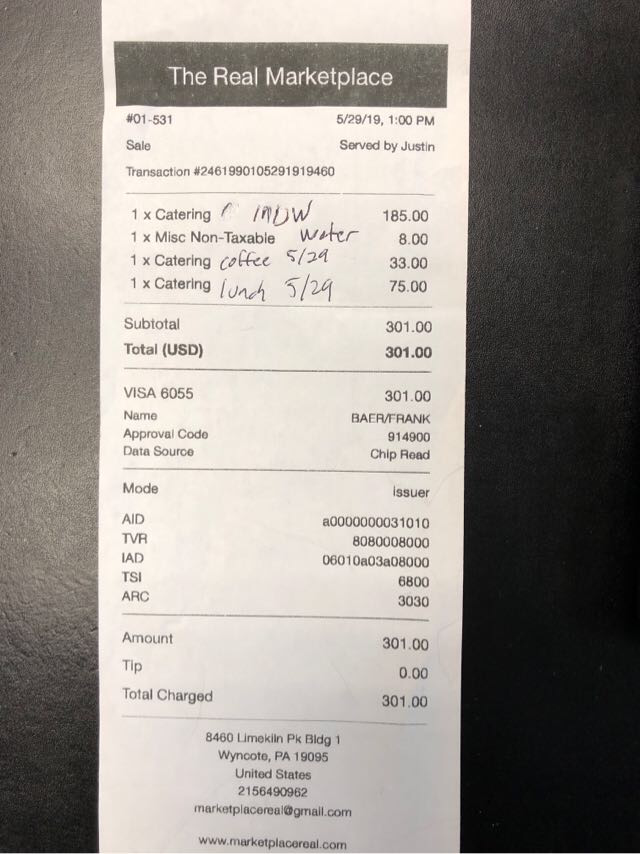 The Real Marketplace
#01-531 5/29/19, 1:00 PM
Sale Served by Justin
Transaction #2461990105291919460
1 x Catering 185.00
1 x Misc Non-Taxable Water 8.00
1 x Catering coffee 5/29 33.00
1 x Catering lunch 5/29 75.00
Subtotal 301.00
Total (USD) 301.00
VISA 6055 301.00
Name BAER/FRANK
Approval Code 914900
Data Source Chip Read
Mode Issuer
AID a0000000031010
TVR 8080008000
IAD 06010a03a08000
TSI 6800
ARC 3030
Amount 301.00
Tip 0.00
Total Charged 301.00
8460 Limekiln Pk Bldg 1
Wyncote, PA 19095
United States
2156490962
marketplacereal@gmail.com
www.marketplacereal.com